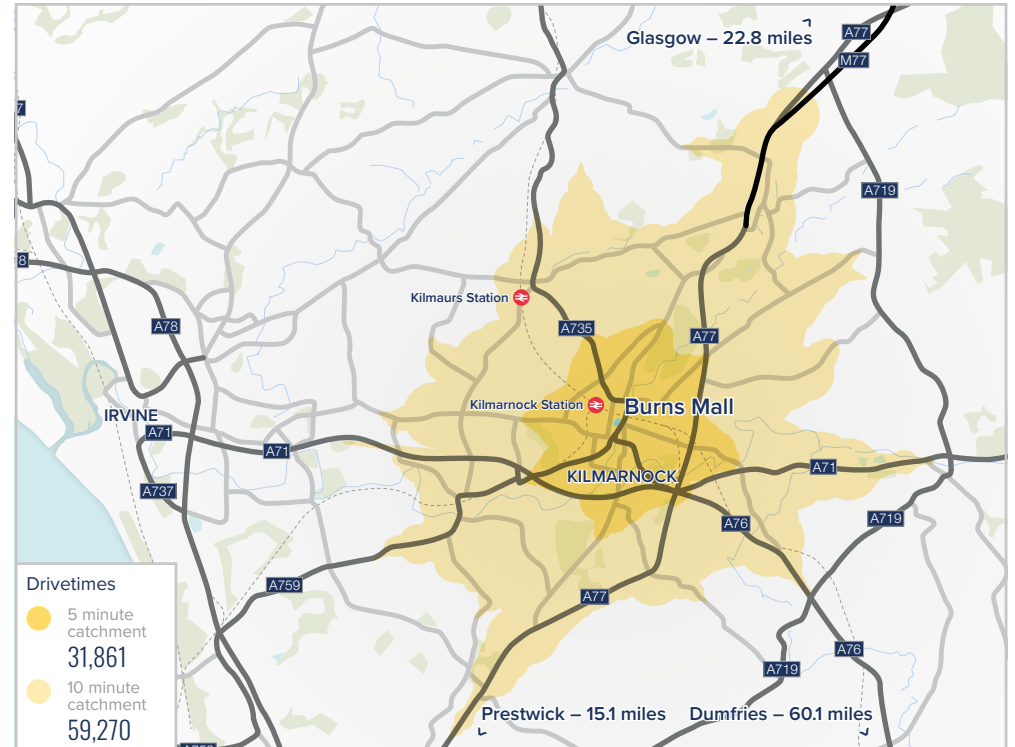 Glasgow – 22.8 miles
A77
M77
7
A719
8
Kilmaurs Station
A78
A735
A77
Kilmarnock Station
Burns Mall
IRVINE
A71
A71
KILMARNOCK
A71
A737
A76
A719
A759
A77
A76
A719
Prestwick – 15.1 miles
Dumfries – 60.1 miles
Drivetimes
5 minute
catchment
31,861
10 minute
catchment
59,270